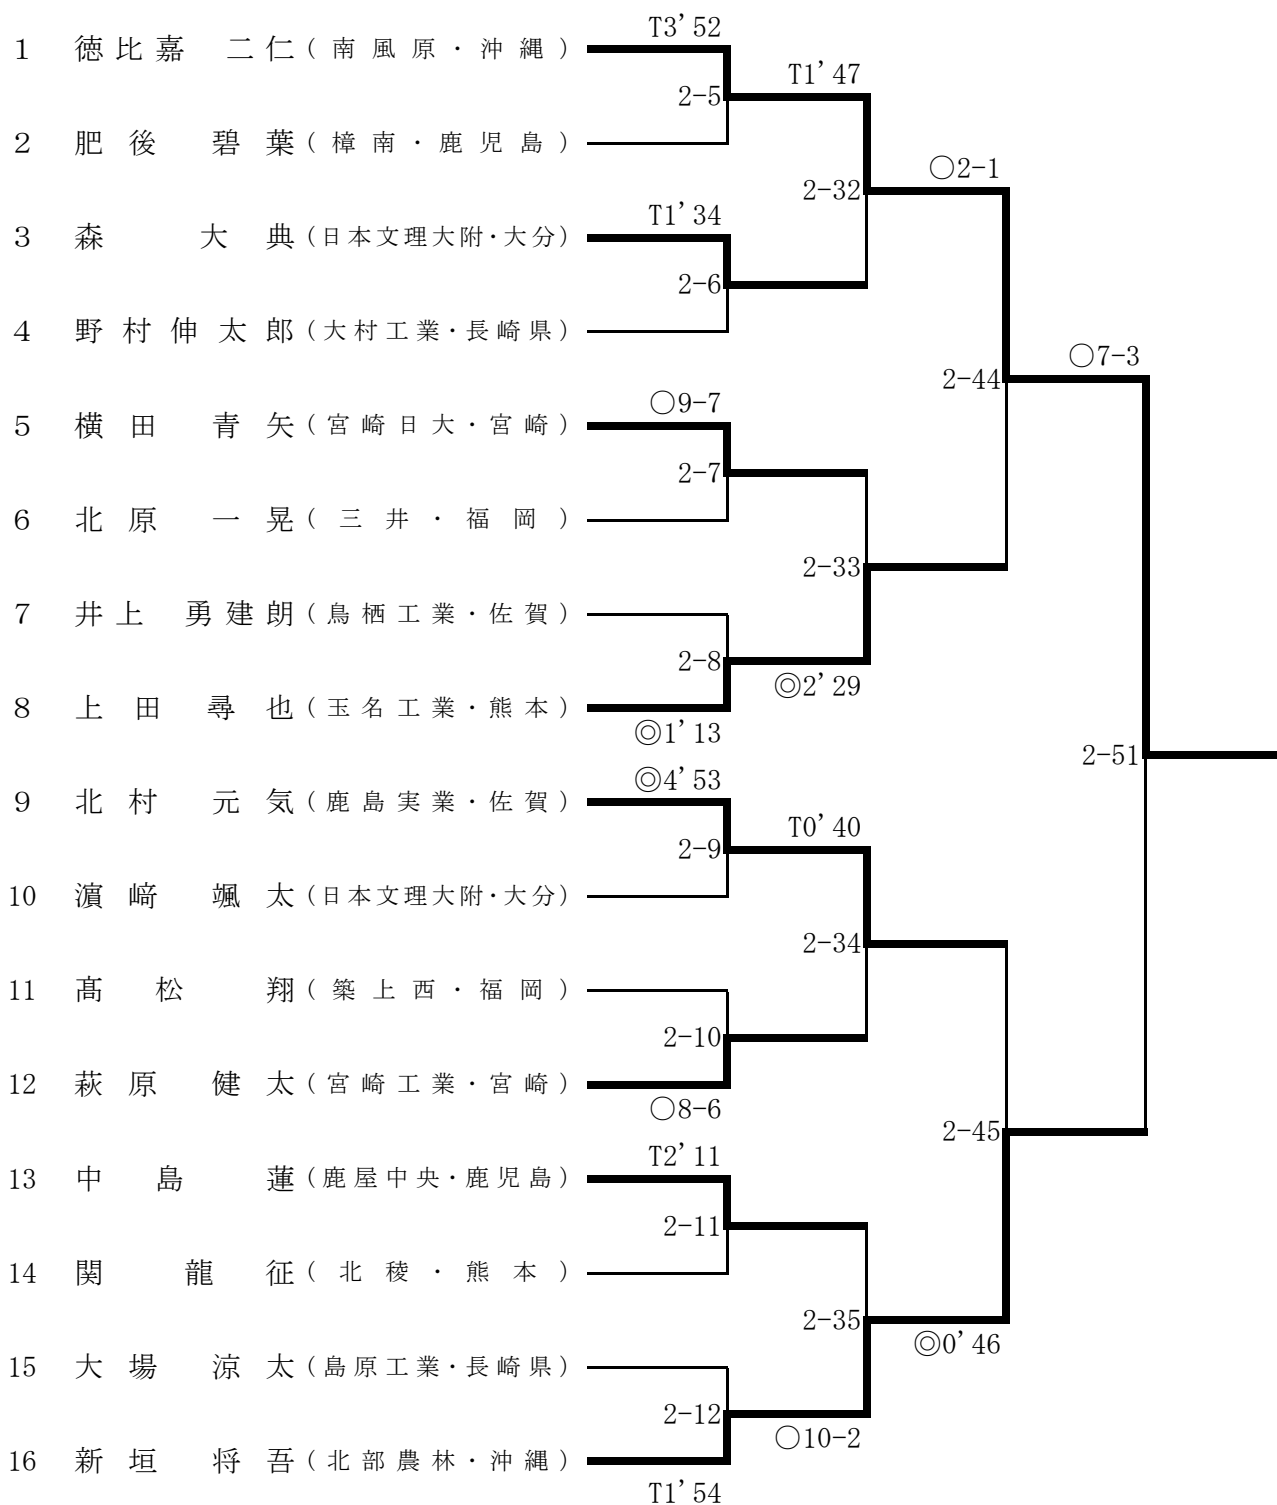 T3’52
1 徳比嘉 二仁(南風原・沖縄)
T1’47
2-5
2 肥後 碧葉(樟南・鹿児島)
○2-1
2-32
T1’34
3 森 大典(日本文理大附・大分)
2-6
4 野村伸太郎(大村工業・長崎県)
○7-3
2-44
○9-7
5 横田 青矢(宮崎日大・宮崎)
2-7
6 北原 一晃(三井・福岡)
2-33
7 井上 勇建朗(鳥栖工業・佐賀)
2-8
◎2’29
8 上田 尋也(玉名工業・熊本)
◎1’13
2-51
◎4’53
9 北村 元気(鹿島実業・佐賀)
T0’40
2-9
10 濵﨑 颯太(日本文理大附・大分)
2-34
11 髙松 翔(築上西・福岡)
2-10
12 萩原 健太(宮崎工業・宮崎)
○8-6
2-45
T2’11
13 中島 蓮(鹿屋中央・鹿児島)
2-11
14 関 龍征(北稜・熊本)
2-35
◎0’46
15 大場 涼太(島原工業・長崎県)
2-12
○10-2
16 新垣 将吾(北部農林・沖縄)
T1’54